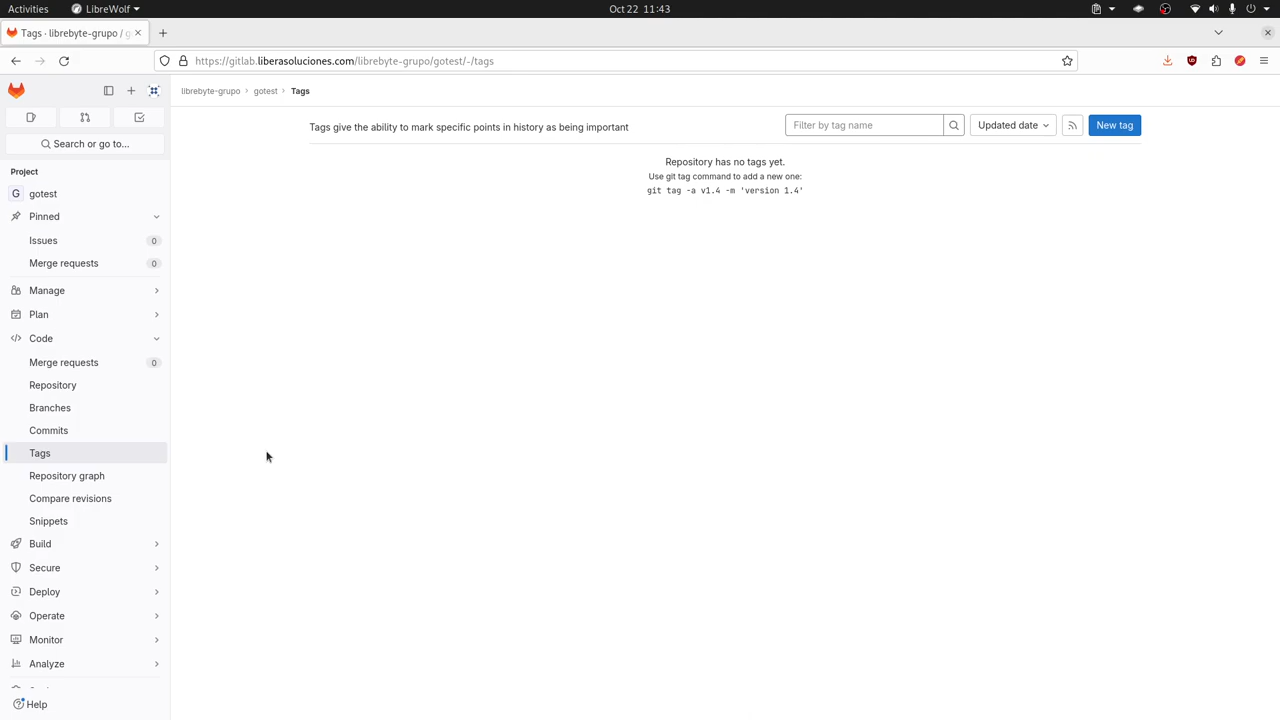 Activities
LibreWolf
Oct 22 11:43
Tags · librebyte-grupo / g
https://gitlab.liberasoluciones.com/librebyte-grupo/gotest/-/tags
librebyte-grupo
gotest
Tags
Search or go to...
Project
G gotest
Pinned
Issues 0
Merge requests 0
Manage
Plan
Code
Merge requests 0
Repository
Branches
Commits
Tags
Repository graph
Compare revisions
Snippets
Build
Secure
Deploy
Operate
Monitor
Analyze
Help
Tags give the ability to mark specific points in history as being important
Filter by tag name
Updated date
New tag
Repository has no tags yet.
Use git tag command to add a new one:
git tag -a v1.4 -m 'version 1.4'